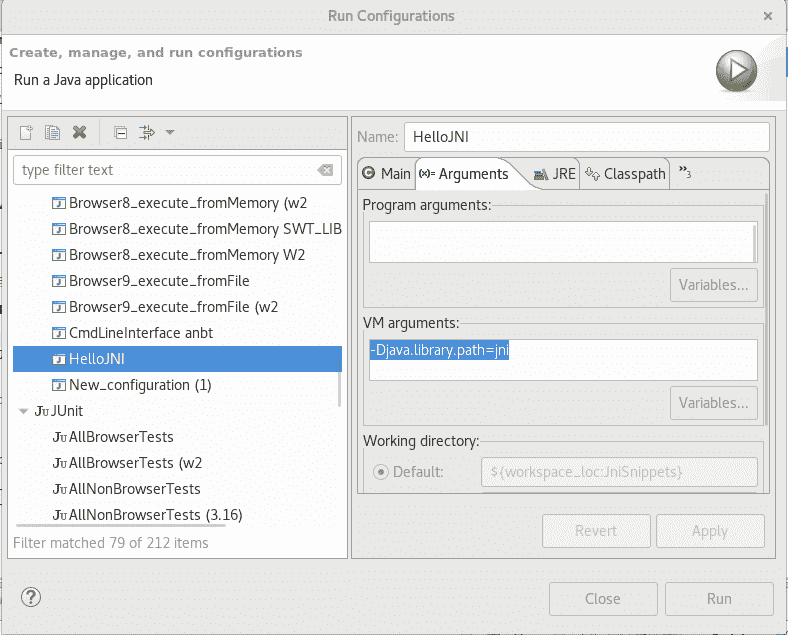 Run Configurations
Create, manage, and run configurations
Run a Java application
type filter text
Browser8_execute_fromMemory (w2
Browser8_execute_fromMemory SWT_LIB
Browser8_execute_fromMemory W2
Browser9_execute_fromFile
Browser9_execute_fromFile (w2
CmdLineInterface anbt
HelloJNI
New_configuration (1)
JUnit
AllBrowserTests
AllBrowserTests (w2
AllNonBrowserTests
AllNonBrowserTests (3.16)
Filter matched 79 of 212 items
Name: HelloJNI
Main (x)= Arguments JRE Classpath »3
Program arguments:
Variables...
VM arguments:
-Djava.library.path=jni
Variables...
Working directory:
Default: ${workspace_loc:JniSnippets}
Revert Apply
Close Run